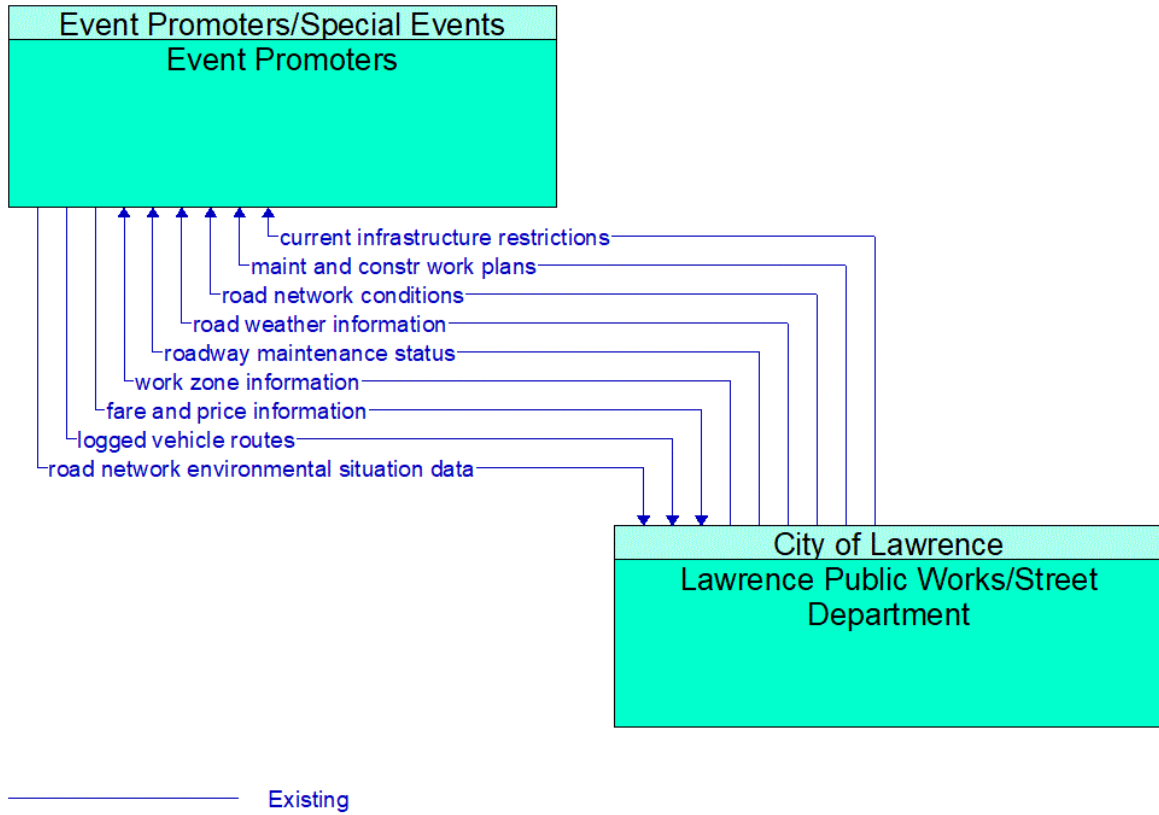 Event Promoters/Special Events
Event Promoters
current infrastructure restrictions
maint and constr work plans
road network conditions
road weather information
roadway maintenance status
work zone information
fare and price information
logged vehicle routes
road network environmental situation data
City of Lawrence
Lawrence Public Works/Street
Department
Existing